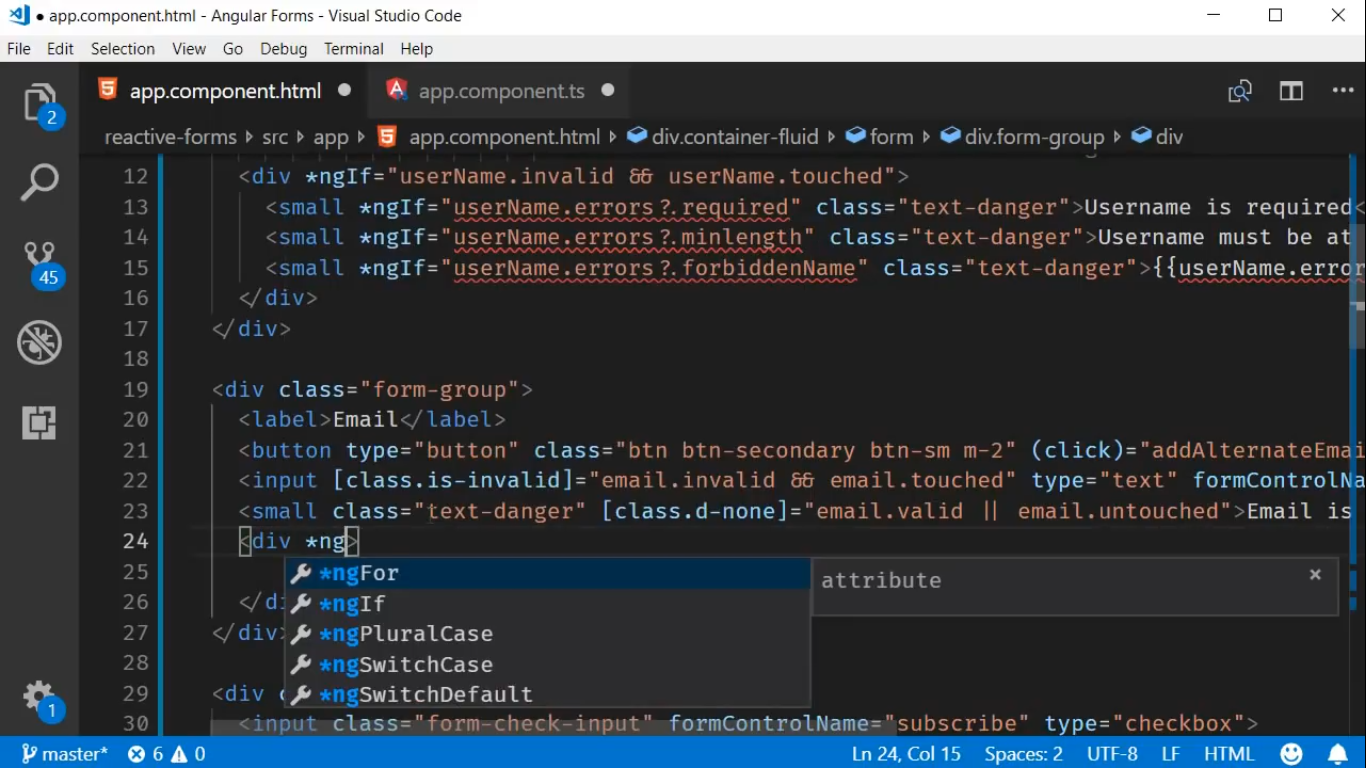 app.component.html - Angular Forms - Visual Studio Code
File Edit Selection View Go Debug Terminal Help
app.component.html app.component.ts
reactive-forms src app app.component.html div.container-fluid form div.form-group div
2
45
1
12 <div *ngIf="userName.invalid && userName.touched">
13 <small *ngIf="userName.errors?.required" class="text-danger">Username is required<
14 <small *ngIf="userName.errors?.minlength" class="text-danger">Username must be at
15 <small *ngIf="userName.errors?.forbiddenName" class="text-danger">{{userName.error
16 </div>
17 </div>
18
19 <div class="form-group">
20 <label>Email</label>
21 <button type="button" class="btn btn-secondary btn-sm m-2" (click)="addAlternateEmai
22 <input [class.is-invalid]="email.invalid && email.touched" type="text" formControlNa
23 <small class="text-danger" [class.d-none]="email.valid || email.untouched">Email is
24 <div *ng>
25
26 </di
27 </div>
28
29 <div c
30 <input class="form-check-input" formControlName="subscribe" type="checkbox">
*ngFor
*ngIf
*ngPluralCase
*ngSwitchCase
*ngSwitchDefault
attribute
master* 6 0 Ln 24, Col 15 Spaces: 2 UTF-8 LF HTML